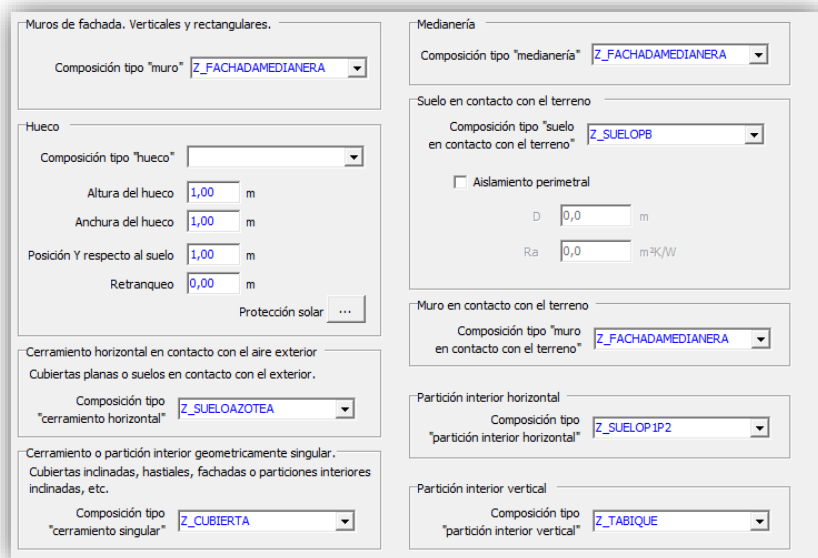 Muros de fachada. Verticales y rectangulares.
Composición tipo "muro" Z_FACHADAMEDIANERA
Hueco
Composición tipo "hueco"
Altura del hueco 1,00 m
Anchura del hueco 1,00 m
Posición Y respecto al suelo 1,00 m
Retranqueo 0,00 m
Protección solar ...
Cerramiento horizontal en contacto con el aire exterior
Cubiertas planas o suelos en contacto con el exterior.
Composición tipo
"cerramiento horizontal" Z_SUELOAZOTEA
Cerramiento o partición interior geometricamente singular.
Cubiertas inclinadas, hastiales, fachadas o particiones interiores
inclinadas, etc.
Composición tipo
"cerramiento singular" Z_CUBIERTA
Medianería
Composición tipo "medianería" Z_FACHADAMEDIANERA
Suelo en contacto con el terreno
Composición tipo "suelo
en contacto con el terreno" Z_SUELOPB
Aislamiento perimetral
D 0,0 m
Ra 0,0 m²K/W
Muro en contacto con el terreno
Composición tipo "muro
en contacto con el terreno" Z_FACHADAMEDIANERA
Partición interior horizontal
Composición tipo
"partición interior horizontal" Z_SUELOP1P2
Partición interior vertical
Composición tipo
"partición interior vertical" Z_TABIQUE